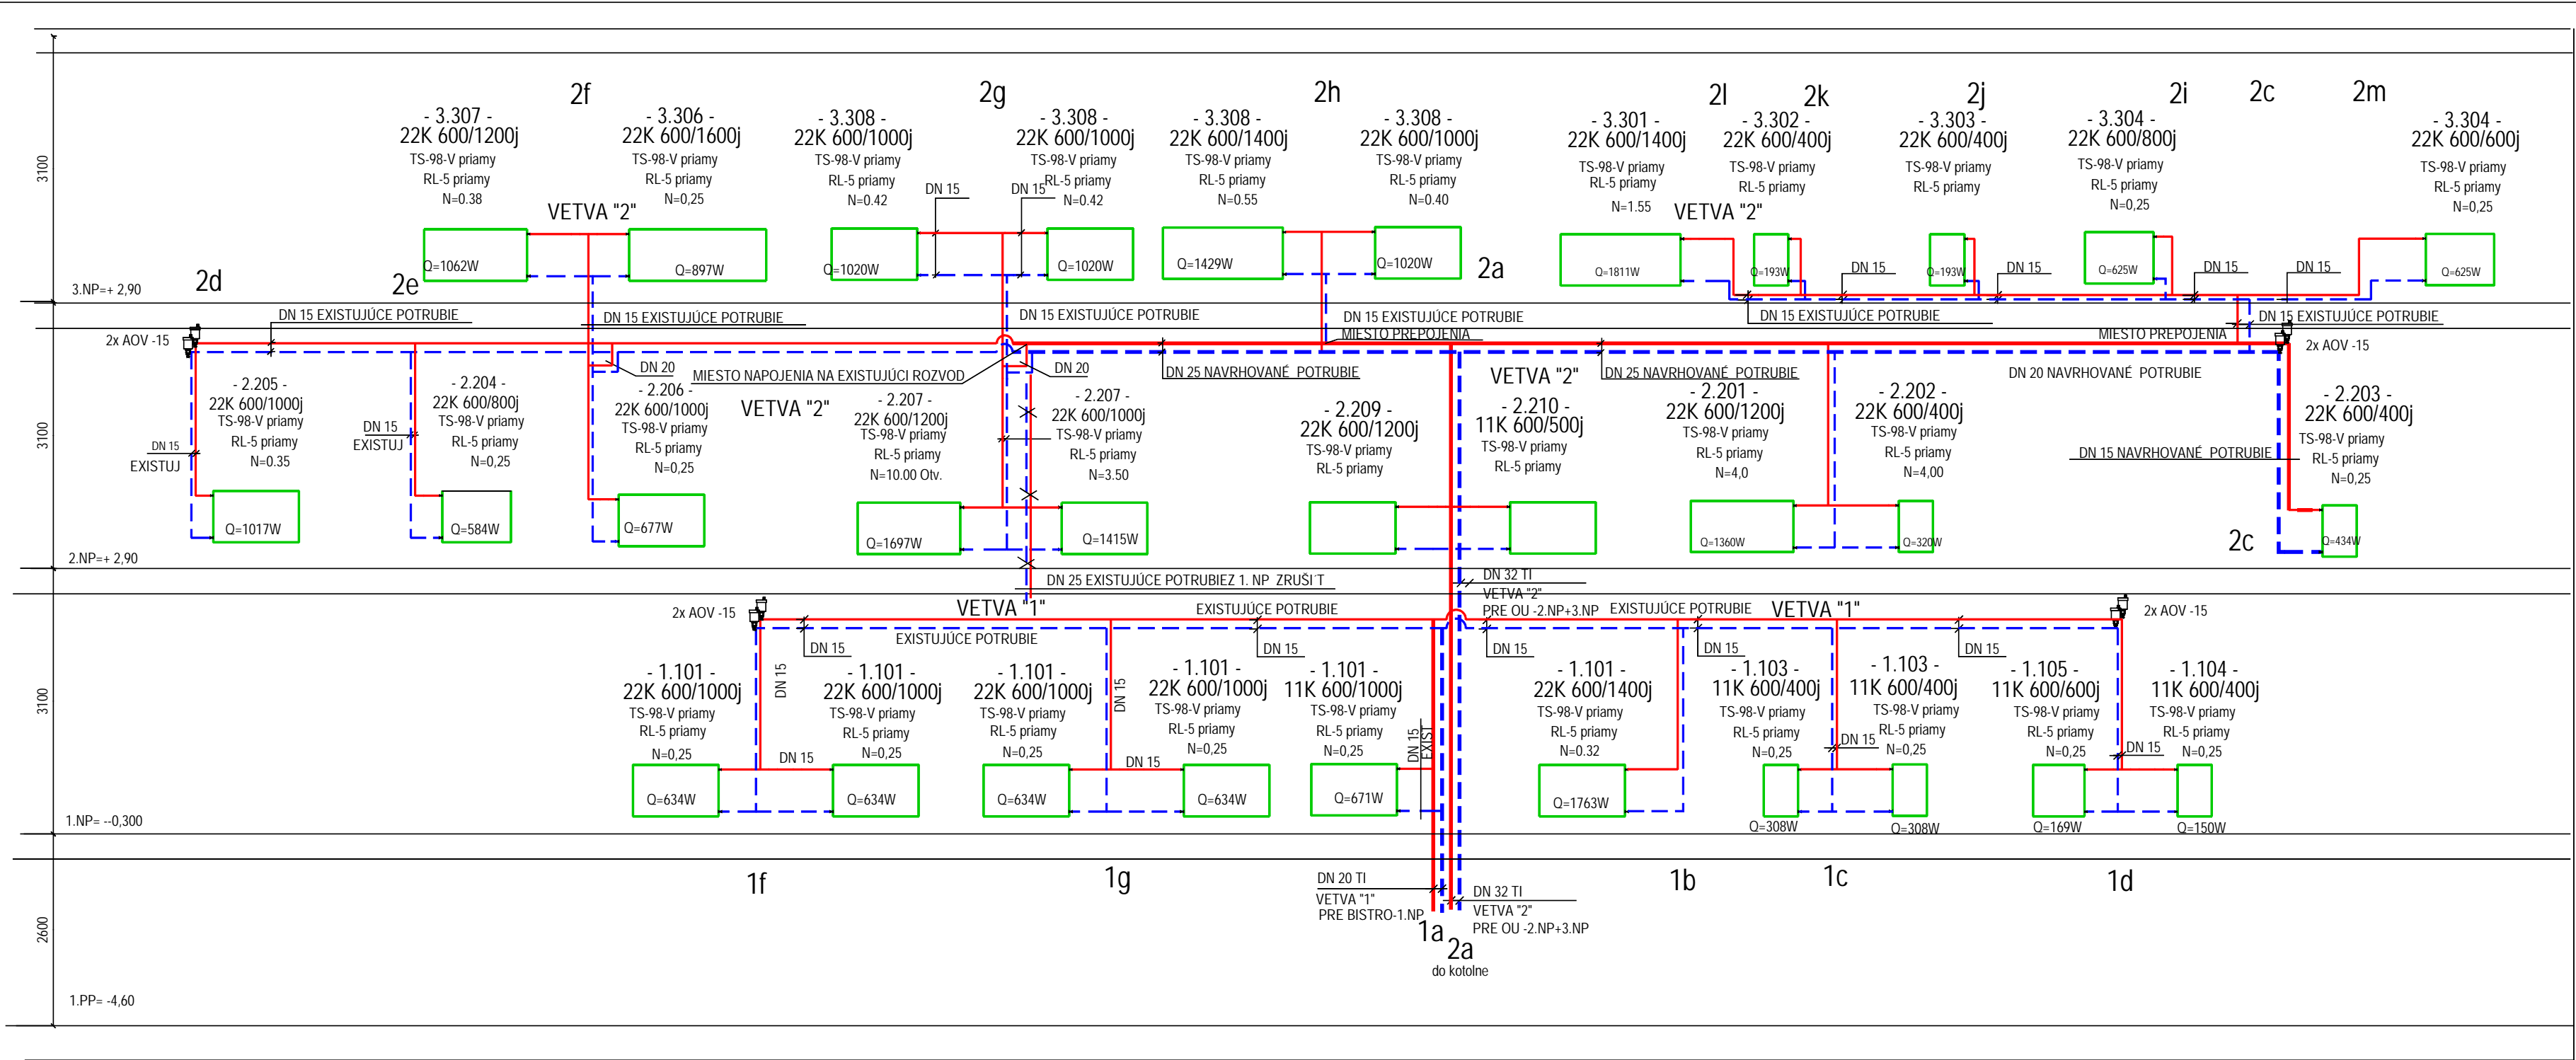 2f
2g
2h
2l
2k
2j
2i
2c
2m
- 3.307 -
22K 600/1200j
TS-98-V priamy
RL-5 priamy
N=0.38
- 3.306 -
22K 600/1600j
TS-98-V priamy
RL-5 priamy
N=0,25
- 3.308 -
22K 600/1000j
TS-98-V priamy
RL-5 priamy
N=0.42
- 3.308 -
22K 600/1000j
TS-98-V priamy
RL-5 priamy
N=0.42
- 3.308 -
22K 600/1400j
TS-98-V priamy
RL-5 priamy
N=0.55
- 3.308 -
22K 600/1000j
TS-98-V priamy
RL-5 priamy
N=0.40
- 3.301 -
22K 600/1400j
TS-98-V priamy
RL-5 priamy
N=1.55
- 3.302 -
22K 600/400j
TS-98-V priamy
RL-5 priamy
- 3.303 -
22K 600/400j
TS-98-V priamy
RL-5 priamy
- 3.304 -
22K 600/800j
TS-98-V priamy
RL-5 priamy
N=0,25
- 3.304 -
22K 600/600j
TS-98-V priamy
RL-5 priamy
N=0,25
3100
VETVA "2"
DN 15
DN 15
VETVA "2"
Q=1062W
Q=897W
Q=1020W
Q=1020W
Q=1429W
Q=1020W
2a
Q=1811W
Q=193W
DN 15
Q=193W
DN 15
Q=625W
DN 15
DN 15
Q=625W
2d
2e
3.NP=+ 2,90
DN 15 EXISTUJÚCE POTRUBIE
DN 15 EXISTUJÚCE POTRUBIE
DN 15 EXISTUJÚCE POTRUBIE
DN 15 EXISTUJÚCE POTRUBIE
DN 15 EXISTUJÚCE POTRUBIE
DN 15 EXISTUJÚCE POTRUBIE
2x AOV -15
MIESTO PREPOJENIA
MIESTO PREPOJENIA
2x AOV -15
DN 20
MIESTO NAPOJENIA NA EXISTUJÚCI ROZVOD
DN 20
DN 25 NAVRHOVANÉ POTRUBIE
VETVA "2"
DN 25 NAVRHOVANÉ POTRUBIE
DN 20 NAVRHOVANÉ POTRUBIE
VETVA "2"
3100
- 2.205 -
22K 600/1000j
TS-98-V priamy
RL-5 priamy
N=0.35
- 2.204 -
22K 600/800j
TS-98-V priamy
RL-5 priamy
N=0,25
- 2.206 -
22K 600/1000j
TS-98-V priamy
RL-5 priamy
N=0,25
- 2.207 -
22K 600/1200j
TS-98-V priamy
RL-5 priamy
N=10.00 Otv.
- 2.207 -
22K 600/1000j
TS-98-V priamy
RL-5 priamy
N=3.50
- 2.209 -
22K 600/1200j
TS-98-V priamy
RL-5 priamy
- 2.210 -
11K 600/500j
TS-98-V priamy
RL-5 priamy
- 2.201 -
22K 600/1200j
TS-98-V priamy
RL-5 priamy
N=4,0
- 2.202 -
22K 600/400j
TS-98-V priamy
RL-5 priamy
N=4,00
- 2.203 -
22K 600/400j
TS-98-V priamy
RL-5 priamy
N=0,25
DN 15
EXISTUJ
DN 15
EXISTUJ
DN 15 NAVRHOVANÉ POTRUBIE
Q=1017W
Q=584W
Q=677W
Q=1697W
Q=1415W
Q=1360W
Q=320W
2c
Q=434W
2.NP=+ 2,90
DN 25 EXISTUJÚCE POTRUBIEZ 1. NP ZRUŠI´T
DN 32 TI
VETVA "2"
PRE OU -2.NP+3.NP
2x AOV -15
VETVA "1"
EXISTUJÚCE POTRUBIE
EXISTUJÚCE POTRUBIE
VETVA "1"
2x AOV -15
EXISTUJÚCE POTRUBIE
DN 15
DN 15
DN 15
DN 15
DN 15
3100
- 1.101 -
22K 600/1000j
TS-98-V priamy
RL-5 priamy
N=0,25
DN 15
- 1.101 -
22K 600/1000j
TS-98-V priamy
RL-5 priamy
N=0,25
- 1.101 -
22K 600/1000j
TS-98-V priamy
RL-5 priamy
N=0,25
DN 15
- 1.101 -
22K 600/1000j
TS-98-V priamy
RL-5 priamy
N=0,25
- 1.101 -
11K 600/1000j
TS-98-V priamy
RL-5 priamy
N=0,25
DN 15
EXIST.
- 1.101 -
22K 600/1400j
TS-98-V priamy
RL-5 priamy
N=0.32
- 1.103 -
11K 600/400j
TS-98-V priamy
RL-5 priamy
N=0,25
- 1.103 -
11K 600/400j
TS-98-V priamy
RL-5 priamy
N=0,25
- 1.105 -
11K 600/600j
TS-98-V priamy
RL-5 priamy
N=0,25
- 1.104 -
11K 600/400j
TS-98-V priamy
RL-5 priamy
N=0,25
DN 15
DN 15
DN 15
DN 15
Q=634W
Q=634W
Q=634W
Q=634W
Q=671W
Q=1763W
Q=308W
Q=308W
Q=169W
Q=150W
1.NP= --0,300
1f
1g
1b
1c
1d
DN 20 TI
VETVA "1"
PRE BISTRO-1.NP
DN 32 TI
VETVA "2"
PRE OU -2.NP+3.NP
1a
2a
do kotolne
2600
1.PP= -4,60